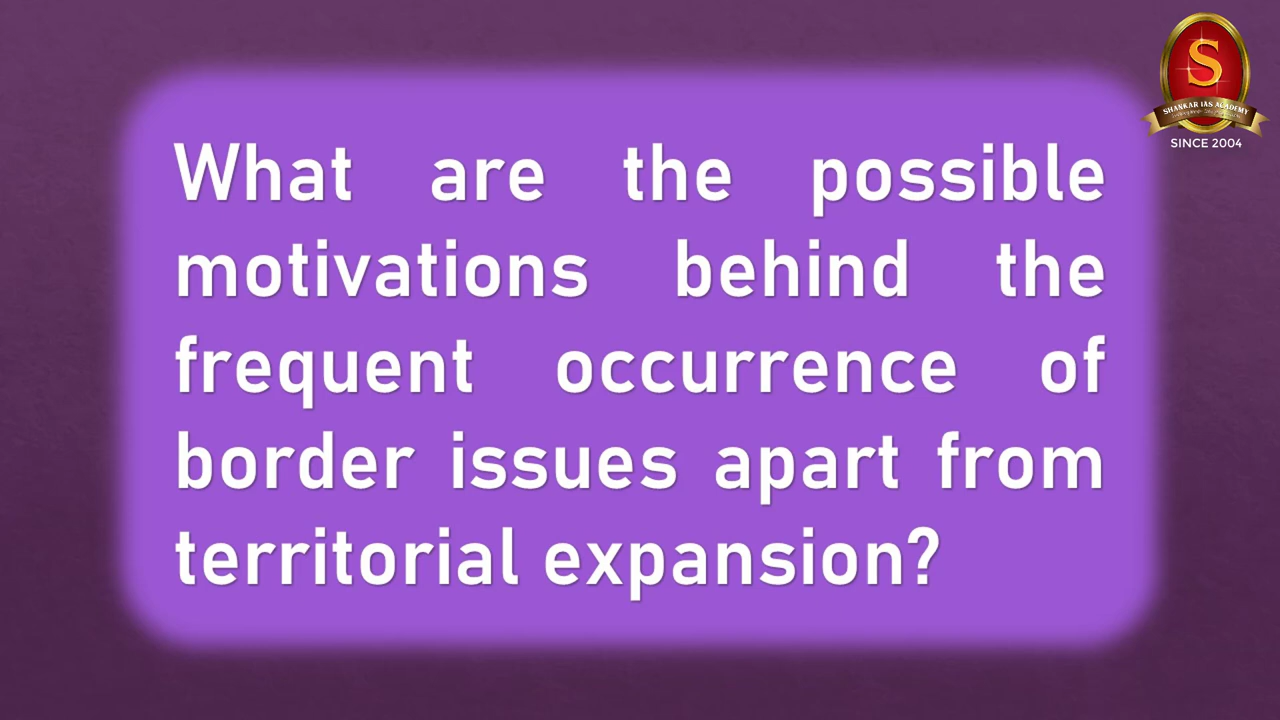 S
SHANKAR IAS ACADEMY
SINCE 2004
What are the possible
motivations behind the
frequent occurrence of
border issues apart from
territorial expansion?